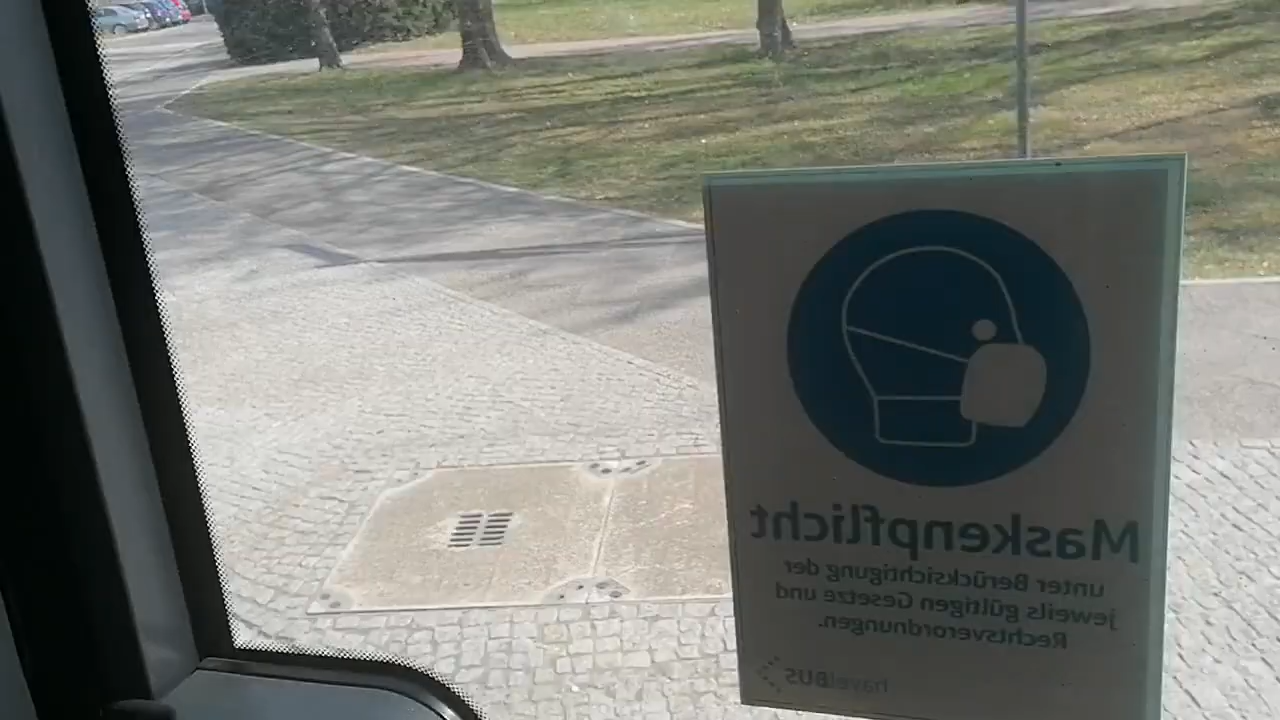 Maskenpflicht
unter Berücksichtigung der
jeweils gültigen Gesetze und
Rechtsverordnungen.
havelBUS